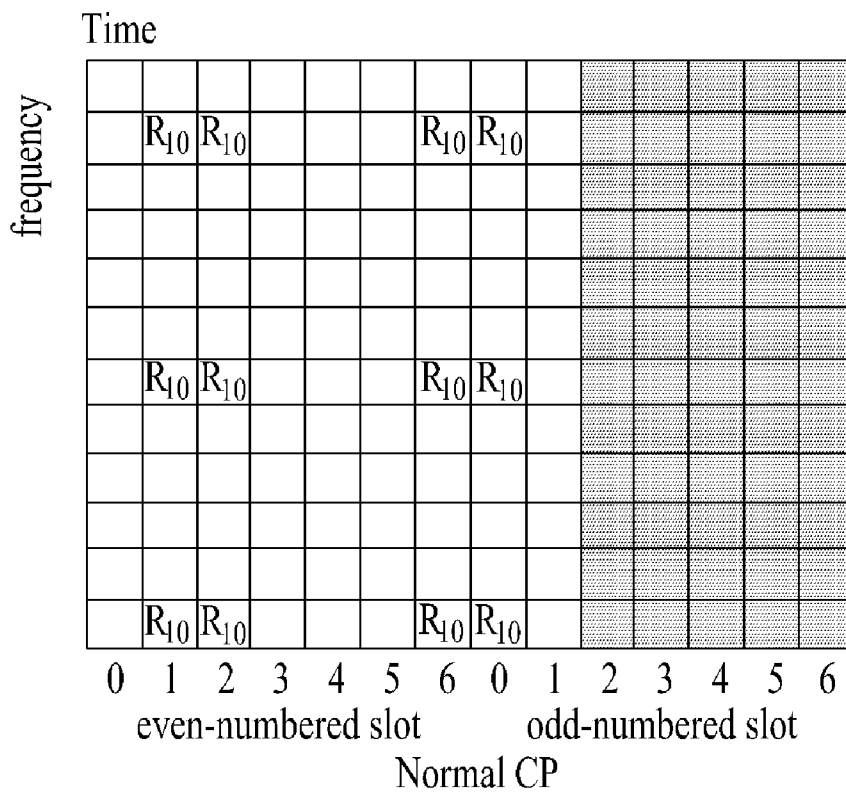 Time
frequency
R10 R10 R10 R10
R10 R10 R10 R10
R10 R10 R10 R10
0 1 2 3 4 5 6 0 1 2 3 4 5 6
even-numbered slot odd-numbered slot
Normal CP